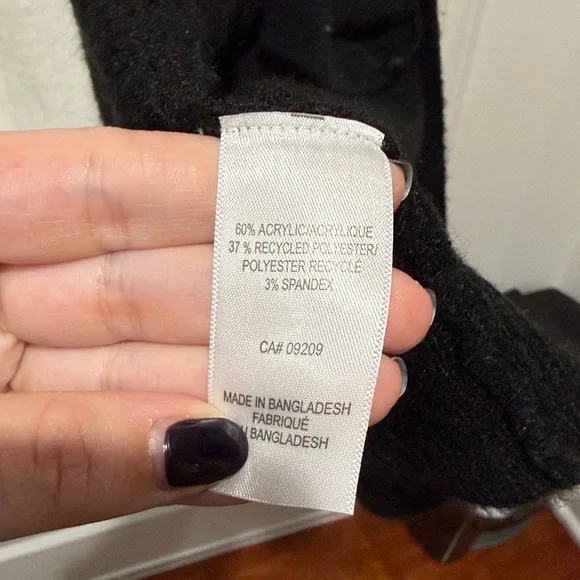 60% ACRYLIC/ACRYLIQUE
37 % RECYCLED POLYESTER/
POLYESTER RECYCLÉ
3% SPANDEX
CA# 09209
MADE IN BANGLADESH
FABRIQUÉ
BANGLADESH